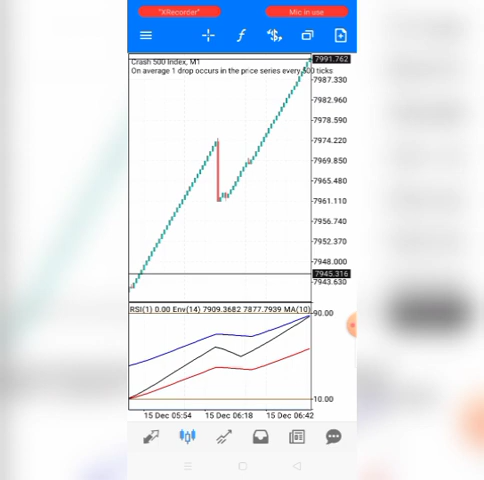 "XRecorder"
Mic in use
7991.762
Crash 500 Index, M1
On average 1 drop occurs in the price series every 500 ticks
7987.330
7982.960
7978.590
7974.220
7969.850
7965.480
7961.110
7956.740
7952.370
7948.000
7945.316
7943.630
RSI(1) 0.00 Env(14) 7909.3682 7877.7939 MA(10)
90.00
10.00
15 Dec 05:54
15 Dec 06:18
15 Dec 06:42